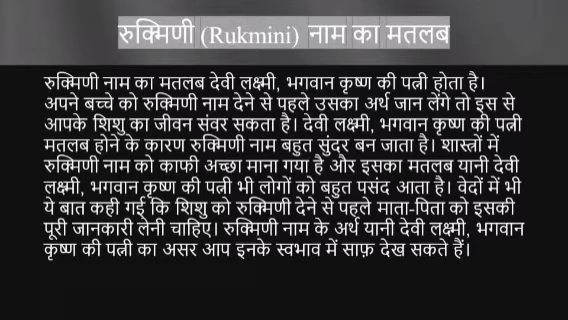 रुक्मिणी (Rukmini) नाम का मतलब
रुक्मिणी नाम का मतलब देवी लक्ष्मी, भगवान कृष्ण की पत्नी होता है।
अपने बच्चे को रुक्मिणी नाम देने से पहले उसका अर्थ जान लेंगे तो इस से
आपके शिशु का जीवन संवर सकता है। देवी लक्ष्मी, भगवान कृष्ण की पत्नी
मतलब होने के कारण रुक्मिणी नाम बहुत सुंदर बन जाता है। शास्त्रों में
रुक्मिणी नाम को काफी अच्छा माना गया है और इसका मतलब यानी देवी
लक्ष्मी, भगवान कृष्ण की पत्नी भी लोगों को बहुत पसंद आता है। वेदों में भी
ये बात कही गई कि शिशु को रुक्मिणी देने से पहले माता-पिता को इसकी
पूरी जानकारी लेनी चाहिए। रुक्मिणी नाम के अर्थ यानी देवी लक्ष्मी, भगवान
कृष्ण की पत्नी का असर आप इनके स्वभाव में साफ़ देख सकते हैं।